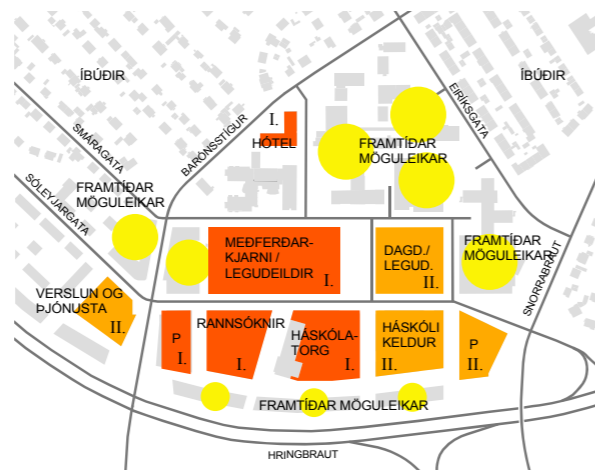 ÍBÚÐIR
ÍBÚÐIR
SMÁRAGATA
BARÓNSSTÍGUR
EIRÍKSGATA
I.
HÓTEL
FRAMTÍÐAR
MÖGULEIKAR
SÓLEYJARGATA
FRAMTÍÐAR
MÖGULEIKAR
MEÐFERÐAR-
KJARNI /
LEGUDEILDIR
I.
DAGD./
LEGUD.
II.
FRAMTÍÐAR
MÖGULEIKAR
SNORRABRAUT
VERSLUN OG
ÞJÓNUSTA
II.
P
I.
RANNSÓKNIR
I.
HÁSKÓLA-
TORG
I.
HÁSKÓLI
KELDUR
II.
P
II.
FRAMTÍÐAR MÖGULEIKAR
HRINGBRAUT